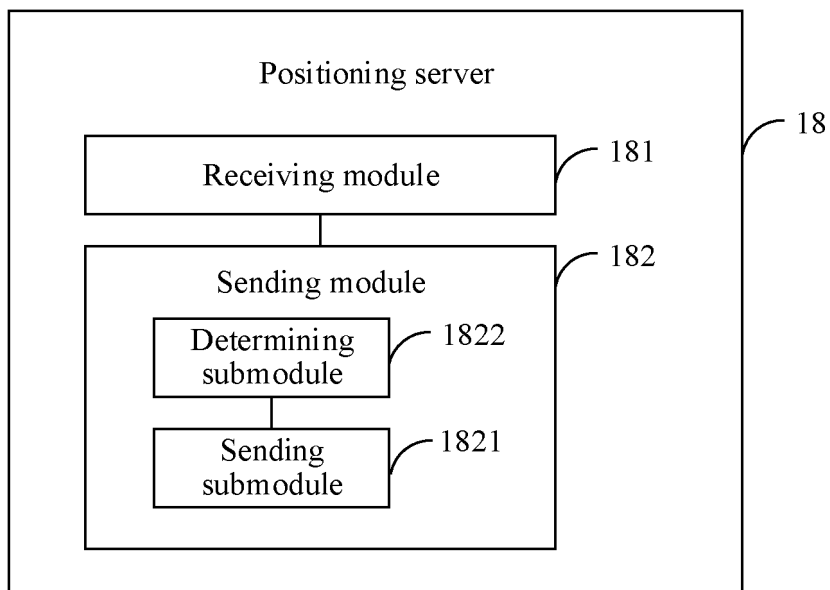 Positioning server
18
Receiving module
181
Sending module
182
Determining
submodule
1822
Sending
submodule
1821